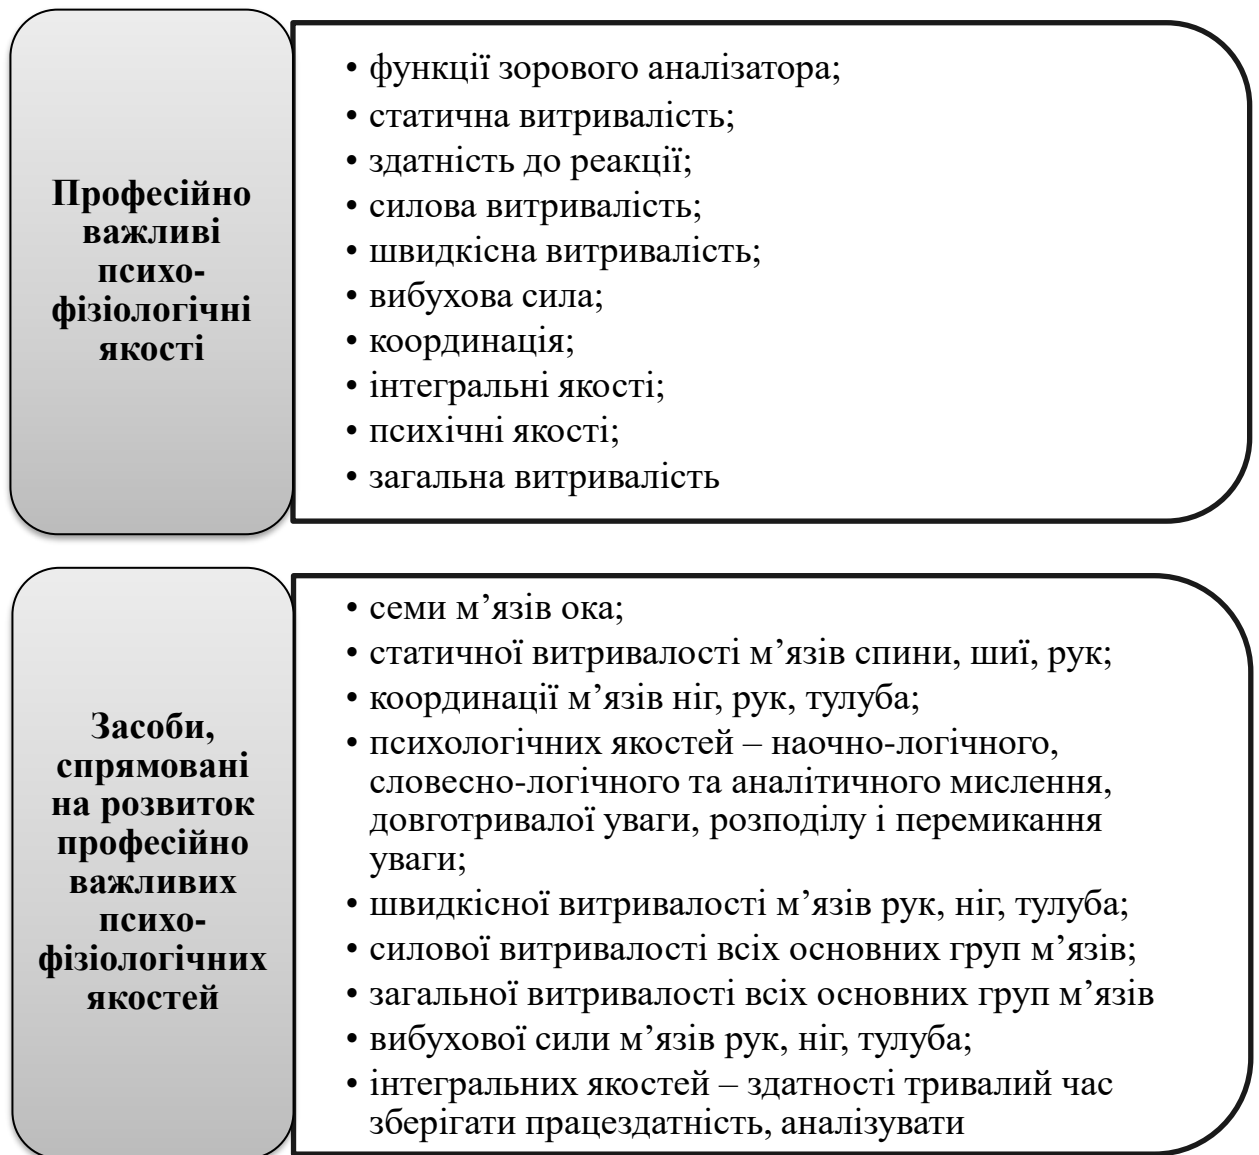 Професійно
важливі
психо-
фізіологічні
якості
• функції зорового аналізатора;
• статична витривалість;
• здатність до реакції;
• силова витривалість;
• швидкісна витривалість;
• вибухова сила;
• координація;
• інтегральні якості;
• психічні якості;
• загальна витривалість
Засоби,
спрямовані
на розвиток
професійно
важливих
психо-
фізіологічних
якостей
• семи м’язів ока;
• статичної витривалості м’язів спини, шиї, рук;
• координації м’язів ніг, рук, тулуба;
• психологічних якостей – наочно-логічного,
словесно-логічного та аналітичного мислення,
довготривалої уваги, розподілу і перемикання
уваги;
• швидкісної витривалості м’язів рук, ніг, тулуба;
• силової витривалості всіх основних груп м’язів;
• загальної витривалості всіх основних груп м’язів
• вибухової сили м’язів рук, ніг, тулуба;
• інтегральних якостей – здатності тривалий час
зберігати працездатність, аналізувати